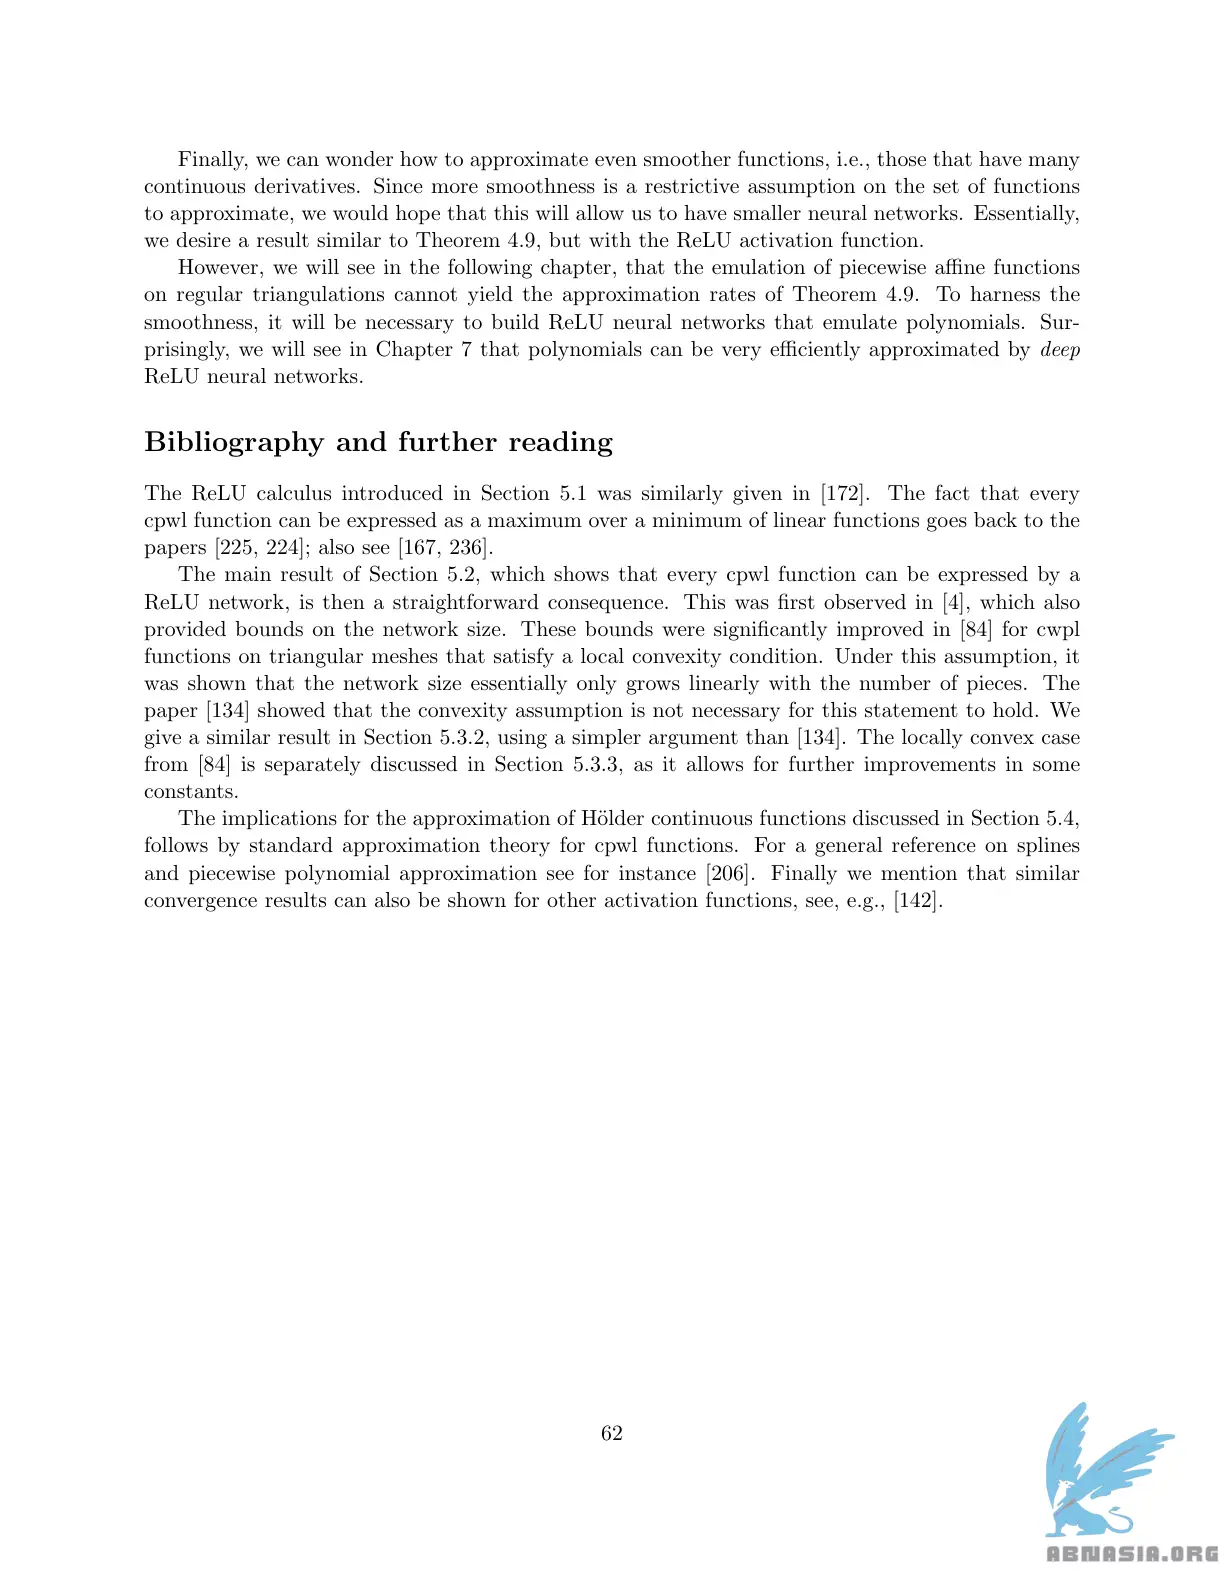 Finally, we can wonder how to approximate even smoother functions, i.e., those that have many
continuous derivatives. Since more smoothness is a restrictive assumption on the set of functions
to approximate, we would hope that this will allow us to have smaller neural networks. Essentially,
we desire a result similar to Theorem 4.9, but with the ReLU activation function.
However, we will see in the following chapter, that the emulation of piecewise affine functions
on regular triangulations cannot yield the approximation rates of Theorem 4.9. To harness the
smoothness, it will be necessary to build ReLU neural networks that emulate polynomials. Sur-
prisingly, we will see in Chapter 7 that polynomials can be very efficiently approximated by deep
ReLU neural networks.
Bibliography and further reading
The ReLU calculus introduced in Section 5.1 was similarly given in [172]. The fact that every
cpwl function can be expressed as a maximum over a minimum of linear functions goes back to the
papers [225, 224]; also see [167, 236].
The main result of Section 5.2, which shows that every cpwl function can be expressed by a
ReLU network, is then a straightforward consequence. This was first observed in [4], which also
provided bounds on the network size. These bounds were significantly improved in [84] for cwpl
functions on triangular meshes that satisfy a local convexity condition. Under this assumption, it
was shown that the network size essentially only grows linearly with the number of pieces. The
paper [134] showed that the convexity assumption is not necessary for this statement to hold. We
give a similar result in Section 5.3.2, using a simpler argument than [134]. The locally convex case
from [84] is separately discussed in Section 5.3.3, as it allows for further improvements in some
constants.
The implications for the approximation of Hölder continuous functions discussed in Section 5.4,
follows by standard approximation theory for cpwl functions. For a general reference on splines
and piecewise polynomial approximation see for instance [206]. Finally we mention that similar
convergence results can also be shown for other activation functions, see, e.g., [142].
62
ABNASIA.ORG